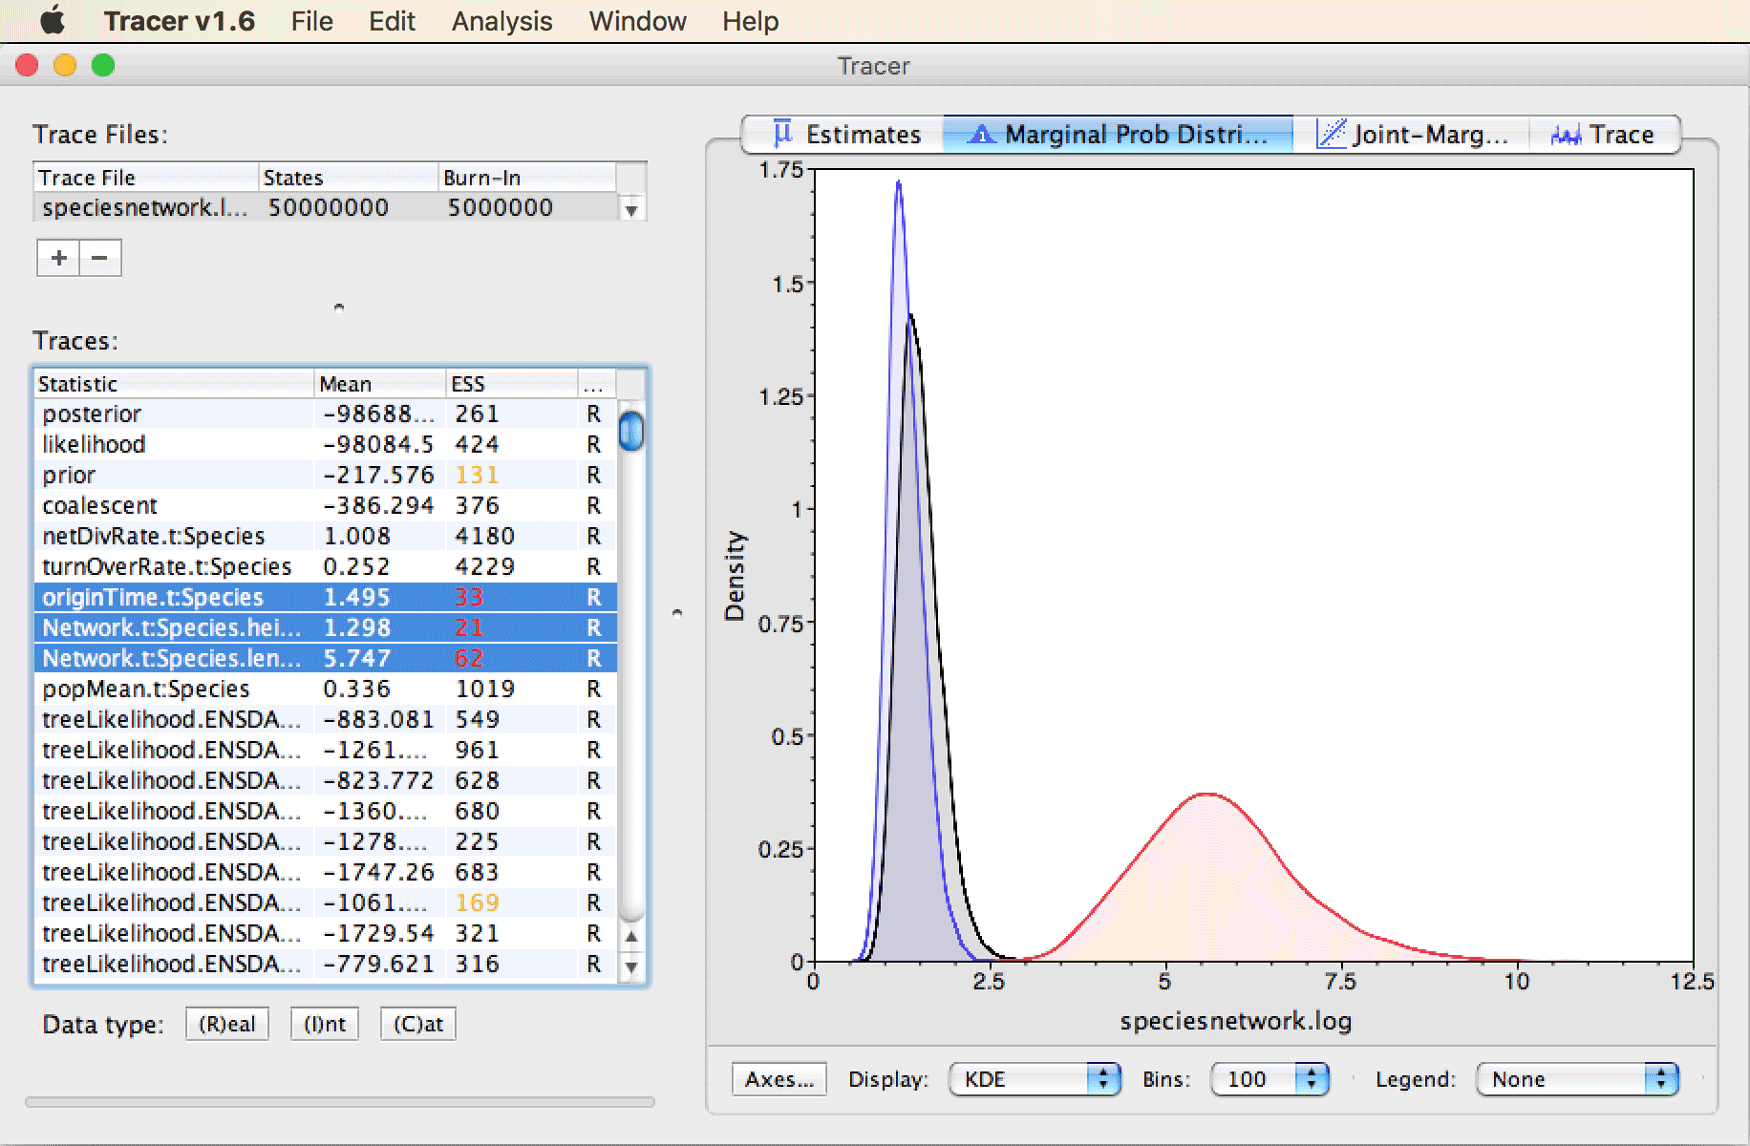 Tracer v1.6 File Edit Analysis Window Help
Tracer
Trace Files:
Trace File States Burn-In
speciesnetwork.l... 50000000 5000000
+ −
Traces:
Statistic Mean ESS ...
posterior -98688... 261 R
likelihood -98084.5 424 R
prior -217.576 131 R
coalescent -386.294 376 R
netDivRate.t:Species 1.008 4180 R
turnOverRate.t:Species 0.252 4229 R
originTime.t:Species 1.495 33 R
Network.t:Species.hei... 1.298 21 R
Network.t:Species.len... 5.747 62 R
popMean.t:Species 0.336 1019 R
treeLikelihood.ENSDA... -883.081 549 R
treeLikelihood.ENSDA... -1261.... 961 R
treeLikelihood.ENSDA... -823.772 628 R
treeLikelihood.ENSDA... -1360.... 680 R
treeLikelihood.ENSDA... -1278.... 225 R
treeLikelihood.ENSDA... -1747.26 683 R
treeLikelihood.ENSDA... -1061.... 169 R
treeLikelihood.ENSDA... -1729.54 321 R
treeLikelihood.ENSDA... -779.621 316 R
Data type: (R)eal (I)nt (C)at
μ Estimates Marginal Prob Distri... Joint-Marg... Trace
1.75
1.5
1.25
1
0.75
0.5
0.25
0
Density
0 2.5 5 7.5 10 12.5
speciesnetwork.log
Axes... Display: KDE Bins: 100 Legend: None